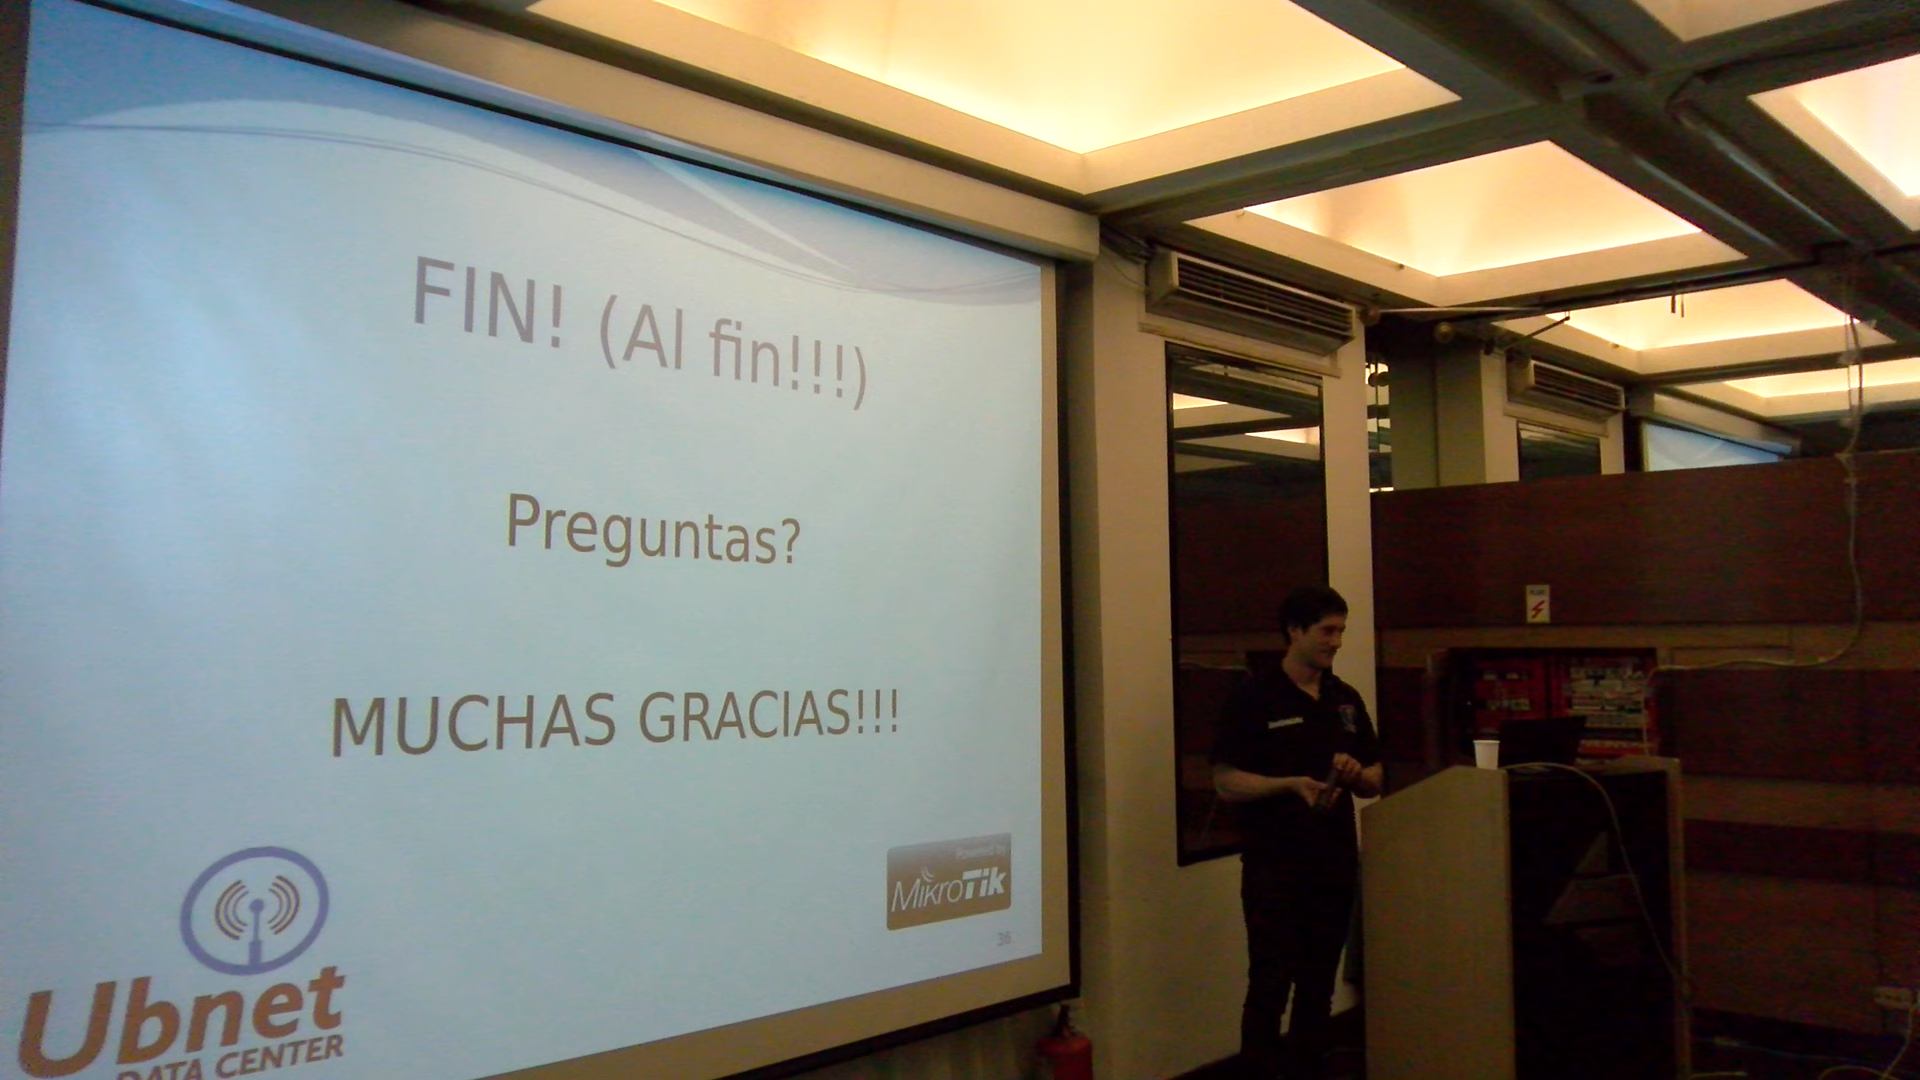 FIN! (Al fin!!!)
Preguntas?
MUCHAS GRACIAS!!!
Powered by
MikroTik
36
Ubnet
DATA CENTER